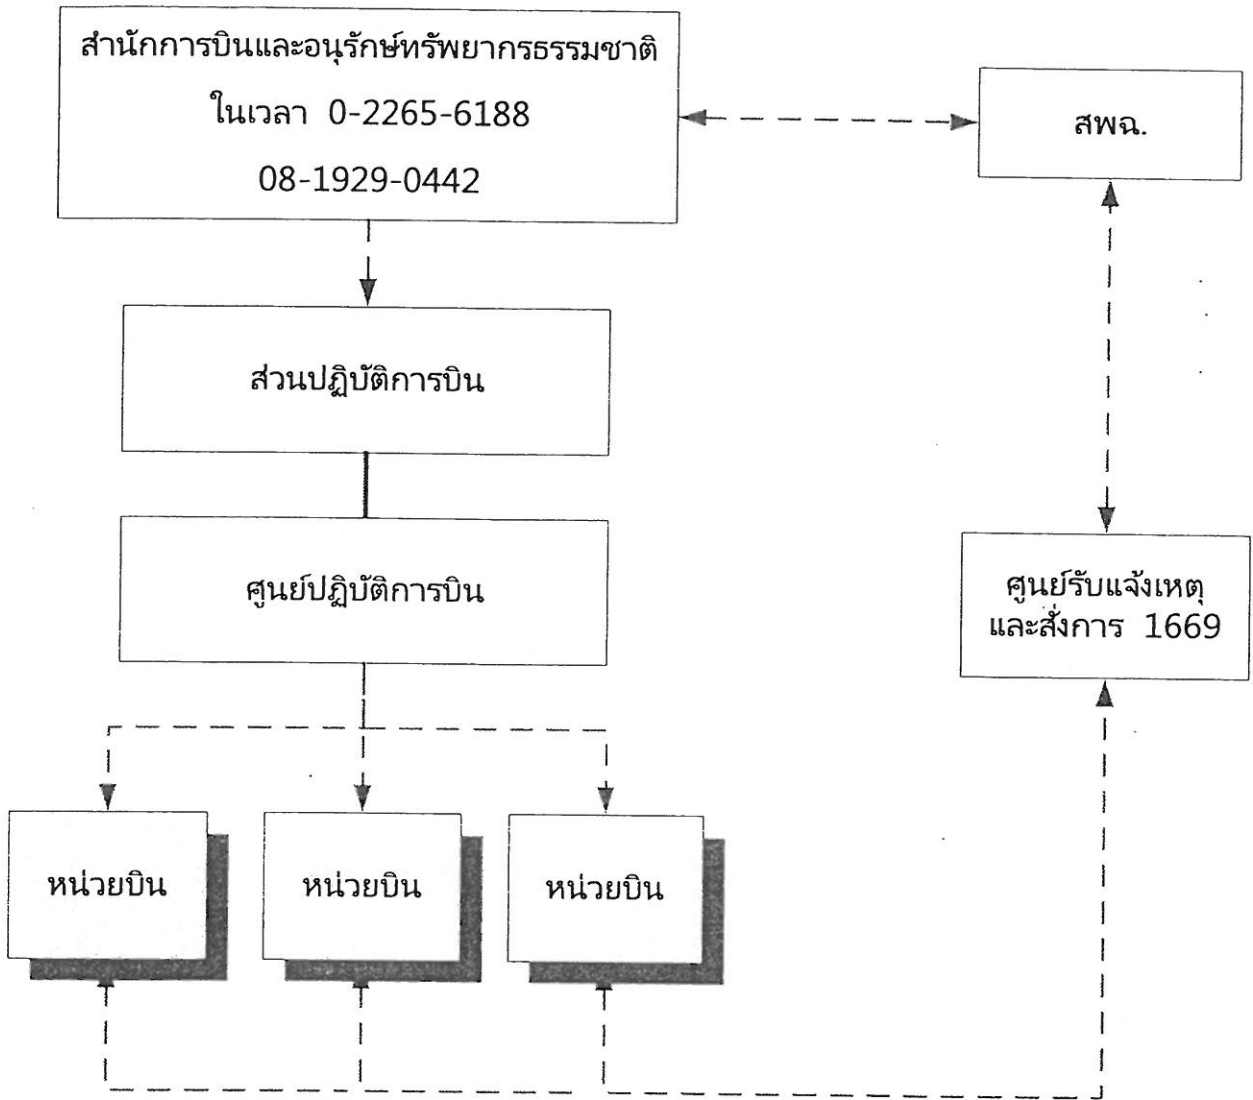 สำนักการบินและอนุรักษ์ทรัพยากรธรรมชาติ
ในเวลา 0-2265-6188
08-1929-0442
สพฉ.
ส่วนปฏิบัติการบิน
ศูนย์ปฏิบัติการบิน
ศูนย์รับแจ้งเหตุ
และสั่งการ 1669
หน่วยบิน
หน่วยบิน
หน่วยบิน